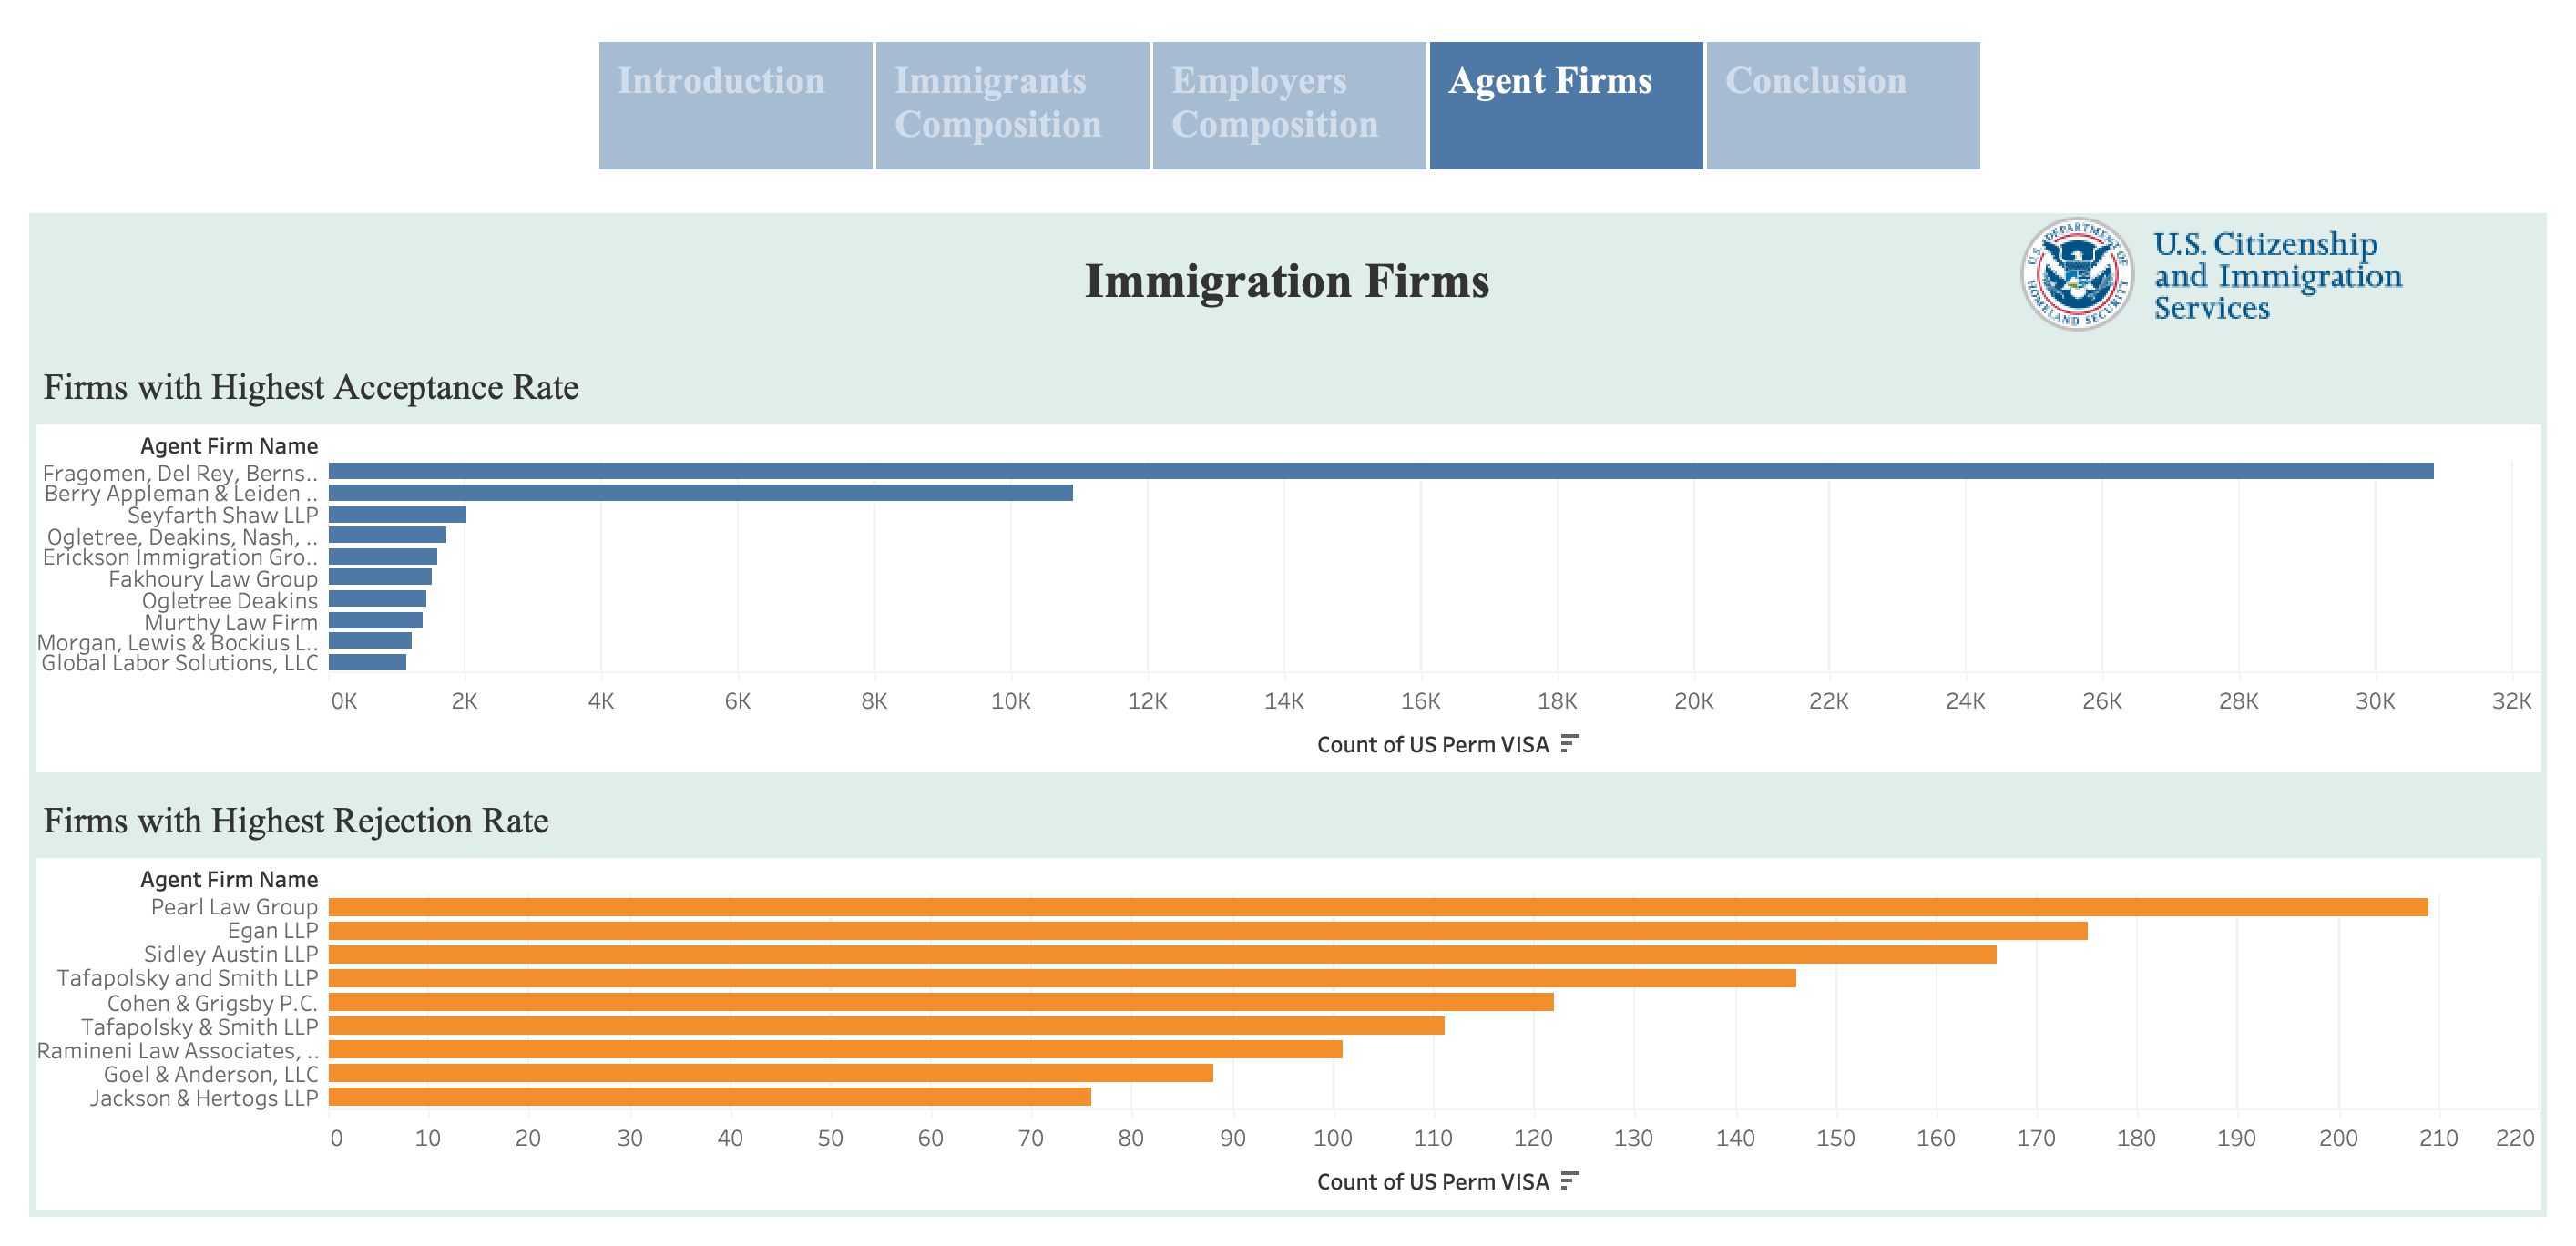 Introduction
Immigrants
Composition
Employers
Composition
Agent Firms
Conclusion
Immigration Firms
U.S. DEPARTMENT OF
HOMELAND SECURITY
U.S. Citizenship
and Immigration
Services
Firms with Highest Acceptance Rate
Agent Firm Name
Fragomen, Del Rey, Berns..
Berry Appleman & Leiden ..
Seyfarth Shaw LLP
Ogletree, Deakins, Nash, ..
Erickson Immigration Gro..
Fakhoury Law Group
Ogletree Deakins
Murthy Law Firm
Morgan, Lewis & Bockius L..
Global Labor Solutions, LLC
0K 2K 4K 6K 8K 10K 12K 14K 16K 18K 20K 22K 24K 26K 28K 30K 32K
Count of US Perm VISA
Firms with Highest Rejection Rate
Agent Firm Name
Pearl Law Group
Egan LLP
Sidley Austin LLP
Tafapolsky and Smith LLP
Cohen & Grigsby P.C.
Tafapolsky & Smith LLP
Ramineni Law Associates, ..
Goel & Anderson, LLC
Jackson & Hertogs LLP
0 10 20 30 40 50 60 70 80 90 100 110 120 130 140 150 160 170 180 190 200 210 220
Count of US Perm VISA